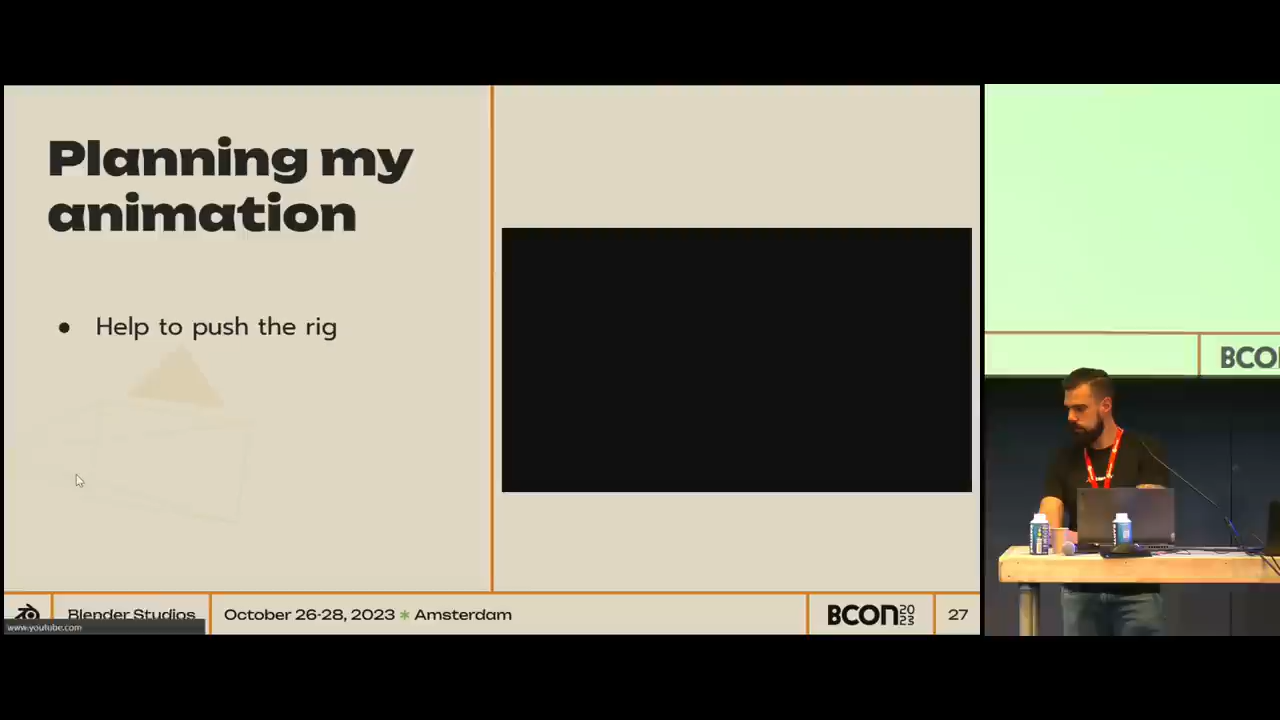 Planning my
animation
● Help to push the rig
Blender Studios
October 26-28, 2023 * Amsterdam
BCON 20 23
27
www.youtube.com
BCO